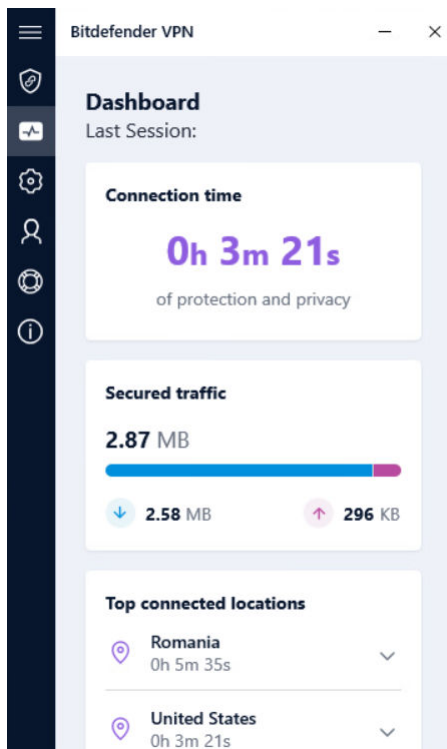 Bitdefender VPN
Dashboard
Last Session:
Connection time
0h 3m 21s
of protection and privacy
Secured traffic
2.87 MB
2.58 MB 296 KB
Top connected locations
Romania
0h 5m 35s
United States
0h 3m 21s